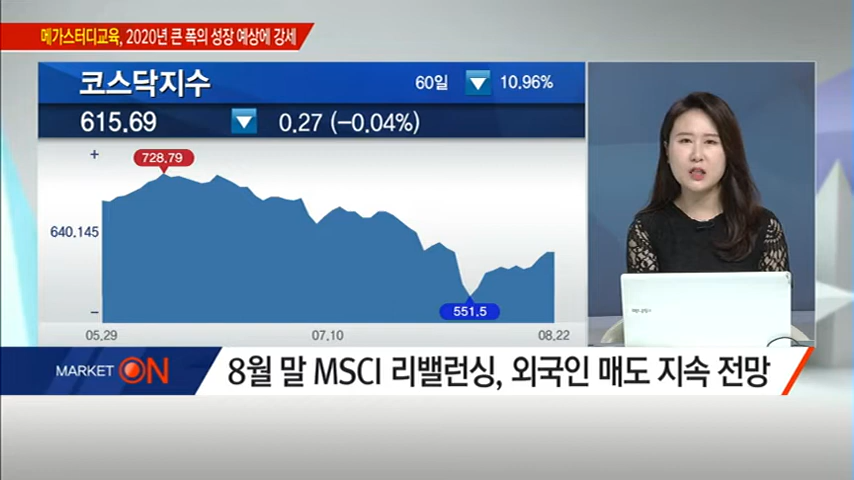 메가스터디교육, 2020년 큰 폭의 성장 예상에 강세
코스닥지수
60일 ▼ 10.96%
615.69 ▼ 0.27 (-0.04%)
+
728.79
640.145
551.5
-
05.29 07.10 08.22
MARKET ON
8월 말 MSCI 리밸런싱, 외국인 매도 지속 전망